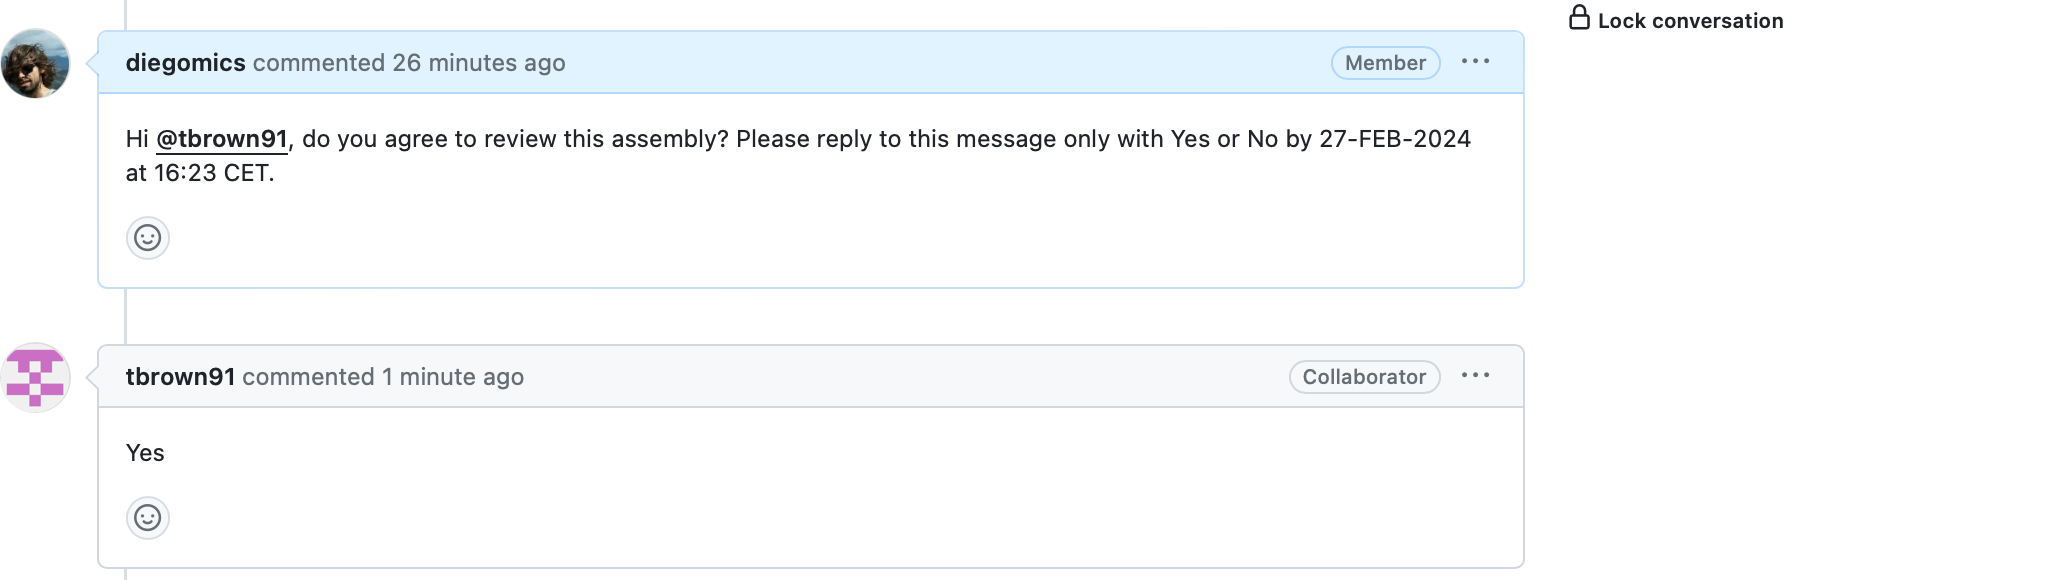 Lock conversation
diegomics commented 26 minutes ago Member
Hi @tbrown91, do you agree to review this assembly? Please reply to this message only with Yes or No by 27-FEB-2024
at 16:23 CET.
tbrown91 commented 1 minute ago Collaborator
Yes